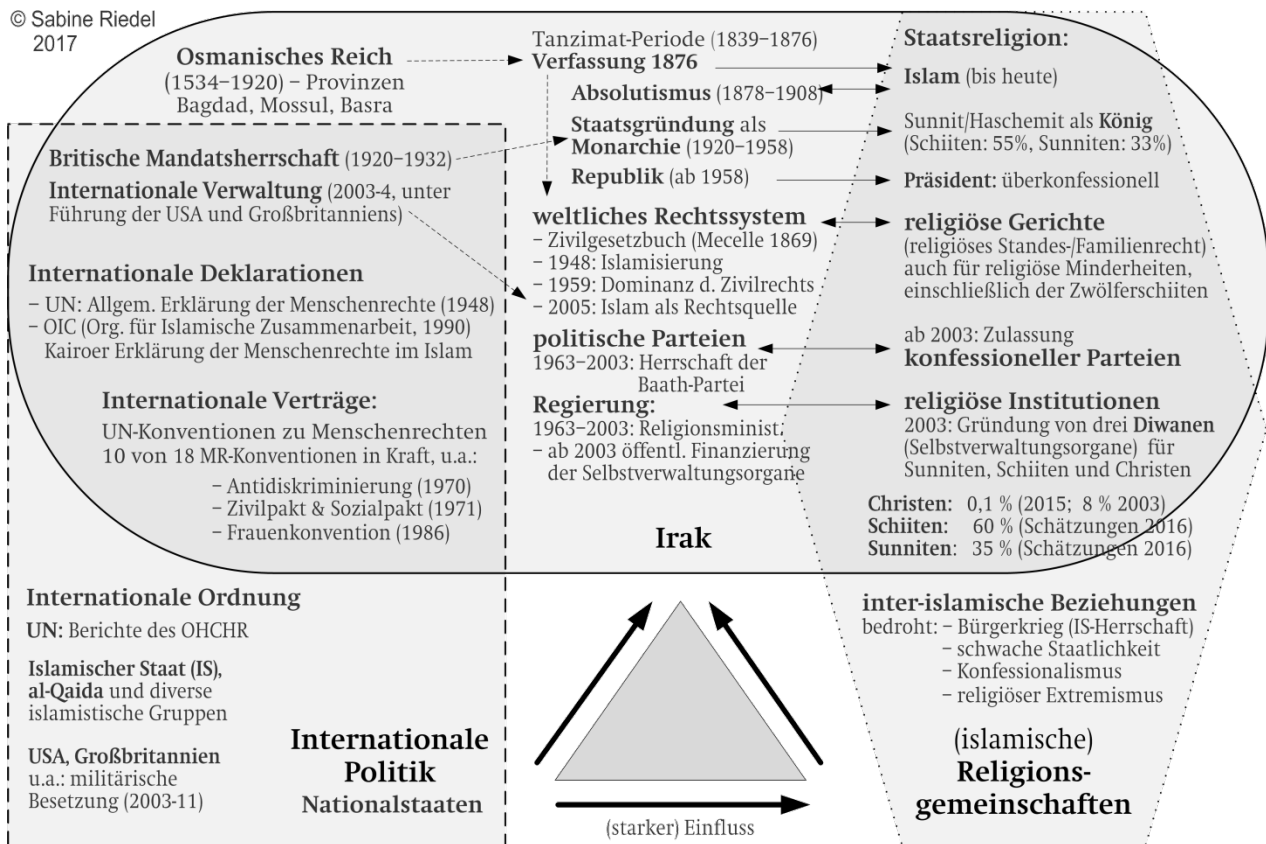 © Sabine Riedel
2017
Osmanisches Reich
(1534–1920) – Provinzen
Bagdad, Mossul, Basra
Britische Mandatsherrschaft (1920–1932)
Internationale Verwaltung (2003-4, unter
Führung der USA und Großbritanniens)
Internationale Deklarationen
– UN: Allgem. Erklärung der Menschenrechte (1948)
– OIC (Org. für Islamische Zusammenarbeit, 1990)
Kairoer Erklärung der Menschenrechte im Islam
Internationale Verträge:
UN-Konventionen zu Menschenrechten
10 von 18 MR-Konventionen in Kraft, u.a.:
– Antidiskriminierung (1970)
– Zivilpakt & Sozialpakt (1971)
– Frauenkonvention (1986)
Tanzimat-Periode (1839–1876)
Verfassung 1876
Absolutismus (1878–1908)
Staatsgründung als
Monarchie (1920–1958)
Republik (ab 1958)
weltliches Rechtssystem
– Zivilgesetzbuch (Mecelle 1869)
– 1948: Islamisierung
– 1959: Dominanz d. Zivilrechts
– 2005: Islam als Rechtsquelle
politische Parteien
1963–2003: Herrschaft der
Baath-Partei
Regierung:
1963–2003: Religionsminist.
– ab 2003 öffentl. Finanzierung
der Selbstverwaltungsorgane
Irak
Staatsreligion:
Islam (bis heute)
Sunnit/Haschemit als König
(Schiiten: 55%, Sunniten: 33%)
Präsident: überkonfessionell
religiöse Gerichte
(religiöses Standes-/Familienrecht)
auch für religiöse Minderheiten,
einschließlich der Zwölferschiiten
ab 2003: Zulassung
konfessioneller Parteien
religiöse Institutionen
2003: Gründung von drei Diwanen
(Selbstverwaltungsorgane) für
Sunniten, Schiiten und Christen
Christen: 0,1 % (2015; 8 % 2003)
Schiiten: 60 % (Schätzungen 2016)
Sunniten: 35 % (Schätzungen 2016)
Internationale Ordnung
UN: Berichte des OHCHR
Islamischer Staat (IS),
al-Qaida und diverse
islamistische Gruppen
USA, Großbritannien
u.a.: militärische
Besetzung (2003-11)
Internationale
Politik
Nationalstaaten
(starker) Einfluss
inter-islamische Beziehungen
bedroht: – Bürgerkrieg (IS-Herrschaft)
– schwache Staatlichkeit
– Konfessionalismus
– religiöser Extremismus
(islamische)
Religions-
gemeinschaften